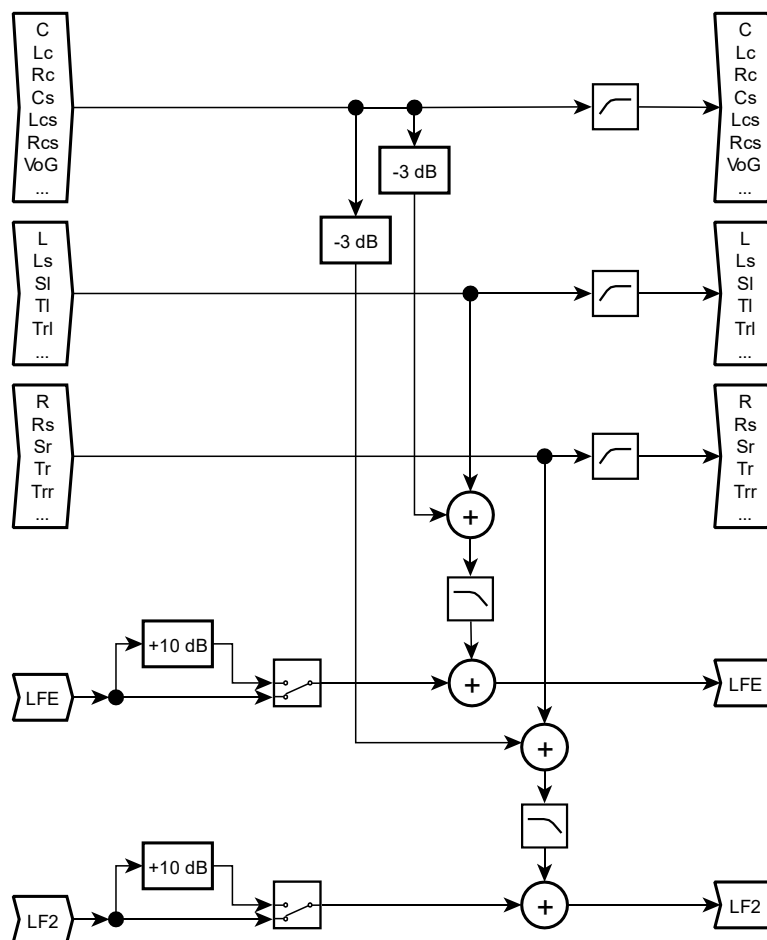 C
Lc
Rc
Cs
Lcs
Rcs
VoG
...
C
Lc
Rc
Cs
Lcs
Rcs
VoG
...
-3 dB
-3 dB
L
Ls
Sl
Tl
Trl
...
L
Ls
Sl
Tl
Trl
...
R
Rs
Sr
Tr
Trr
...
R
Rs
Sr
Tr
Trr
...
+
+10 dB
LFE
+
LFE
+
+10 dB
LF2
+
LF2